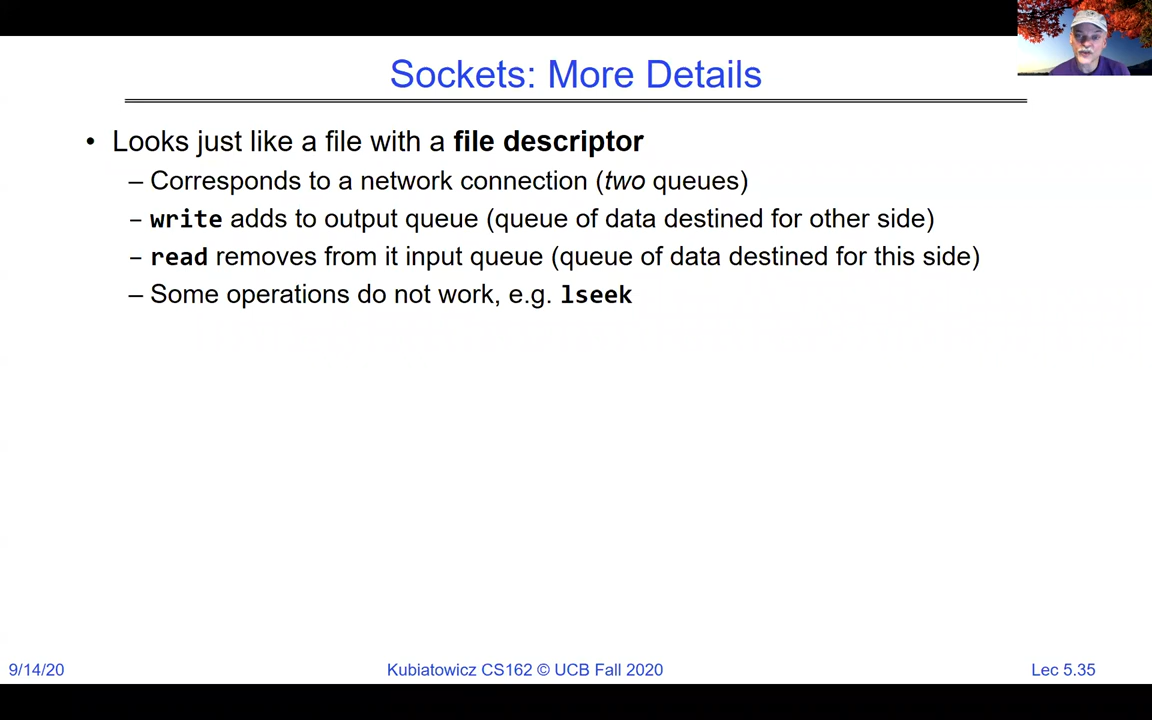 Sockets: More Details
• Looks just like a file with a file descriptor
– Corresponds to a network connection (two queues)
– write adds to output queue (queue of data destined for other side)
– read removes from it input queue (queue of data destined for this side)
– Some operations do not work, e.g. lseek
9/14/20
Kubiatowicz CS162 © UCB Fall 2020
Lec 5.35